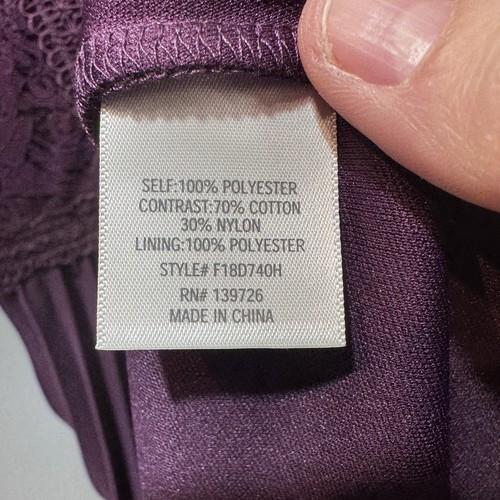 SELF:100% POLYESTER
CONTRAST:70% COTTON
30% NYLON
LINING:100% POLYESTER
STYLE# F18D740H
RN# 139726
MADE IN CHINA